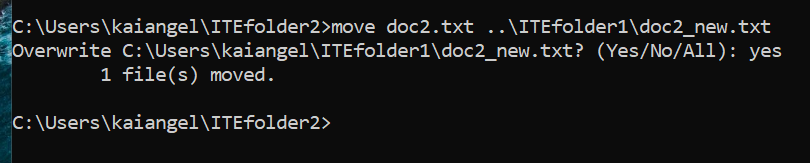 C:\Users\kaiangel\ITEfolder2>move doc2.txt ..\ITEfolder1\doc2_new.txt
Overwrite C:\Users\kaiangel\ITEfolder1\doc2_new.txt? (Yes/No/All): yes
        1 file(s) moved.
C:\Users\kaiangel\ITEfolder2>